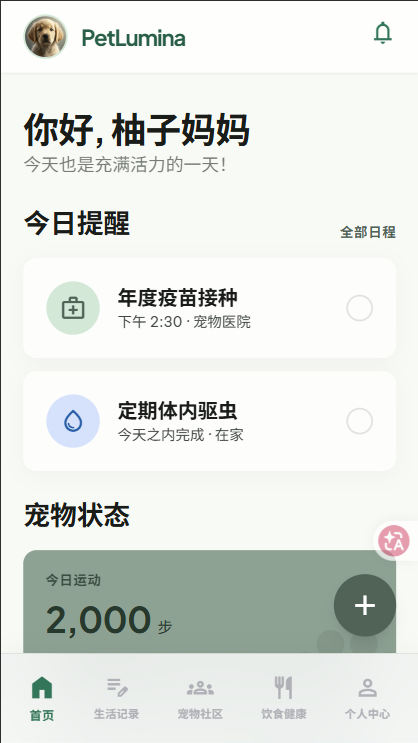 PetLumina
你好, 柚子妈妈
今天也是充满活力的一天!
今日提醒
全部日程
年度疫苗接种
下午 2:30 · 宠物医院
定期体内驱虫
今天之内完成 · 在家
宠物状态
A
今日运动
2,000 步
首页
生活记录
宠物社区
饮食健康
个人中心